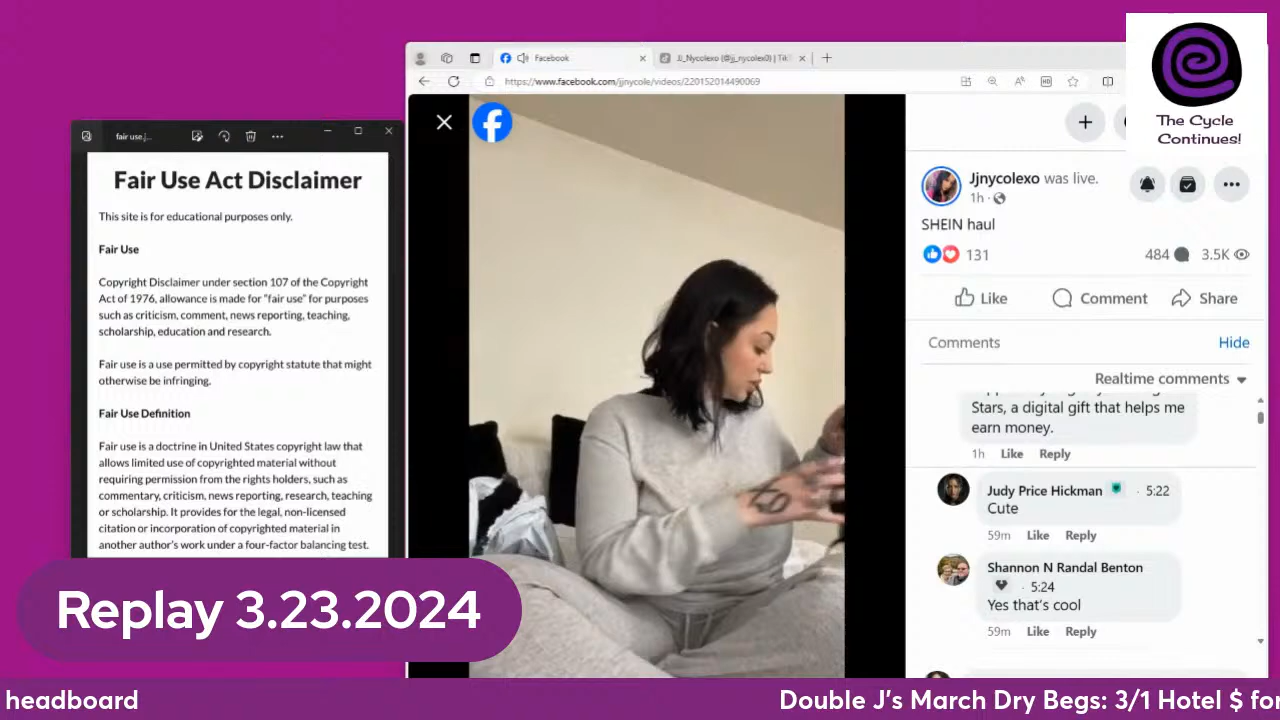 Facebook
JJ_Nycolexo (@jj_nycolex0) | Tik
https://www.facebook.com/jjnycole/videos/220152014490069
The Cycle
Continues!
fair use.j...
Fair Use Act Disclaimer
This site is for educational purposes only.
Fair Use
Copyright Disclaimer under section 107 of the Copyright
Act of 1976, allowance is made for "fair use" for purposes
such as criticism, comment, news reporting, teaching,
scholarship, education and research.
Fair use is a use permitted by copyright statute that might
otherwise be infringing.
Fair Use Definition
Fair use is a doctrine in United States copyright law that
allows limited use of copyrighted material without
requiring permission from the rights holders, such as
commentary, criticism, news reporting, research, teaching
or scholarship. It provides for the legal, non-licensed
citation or incorporation of copyrighted material in
another author's work under a four-factor balancing test.
Jjnycolexo was live.
1h
SHEIN haul
131
484
3.5K
Like
Comment
Share
Comments
Hide
Realtime comments
Stars, a digital gift that helps me
earn money.
1h Like Reply
Judy Price Hickman · 5:22
Cute
59m Like Reply
Shannon N Randal Benton
· 5:24
Yes that's cool
59m Like Reply
Replay 3.23.2024
headboard
Double J's March Dry Begs: 3/1 Hotel $ for